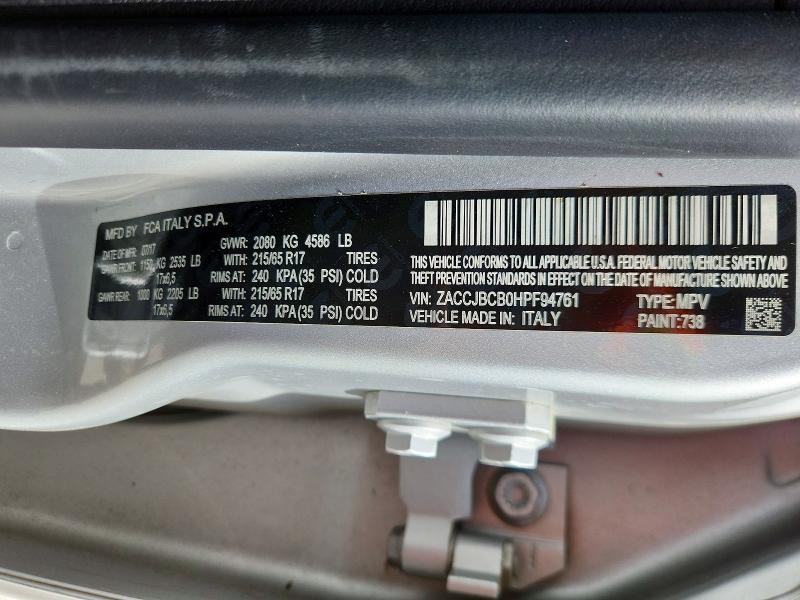 MFD BY FCA ITALY S.P.A.
DATE OF MFR 07/17 GVWR: 2080 KG 4586 LB
GAWR FRONT: 1150 KG 2535 LB WITH: 215/65 R17 TIRES
17x6,5 RIMS AT: 240 KPA(35 PSI) COLD
GAWR REAR: 1000 KG 2205 LB WITH: 215/65 R17 TIRES
17x6,5 RIMS AT: 240 KPA(35 PSI) COLD
THIS VEHICLE CONFORMS TO ALL APPLICABLE U.S.A. FEDERAL MOTOR VEHICLE SAFETY AND
THEFT PREVENTION STANDARDS IN EFFECT ON THE DATE OF MANUFACTURE SHOWN ABOVE
VIN: ZACCJBCB0HPF94761 TYPE: MPV
VEHICLE MADE IN: ITALY PAINT:738